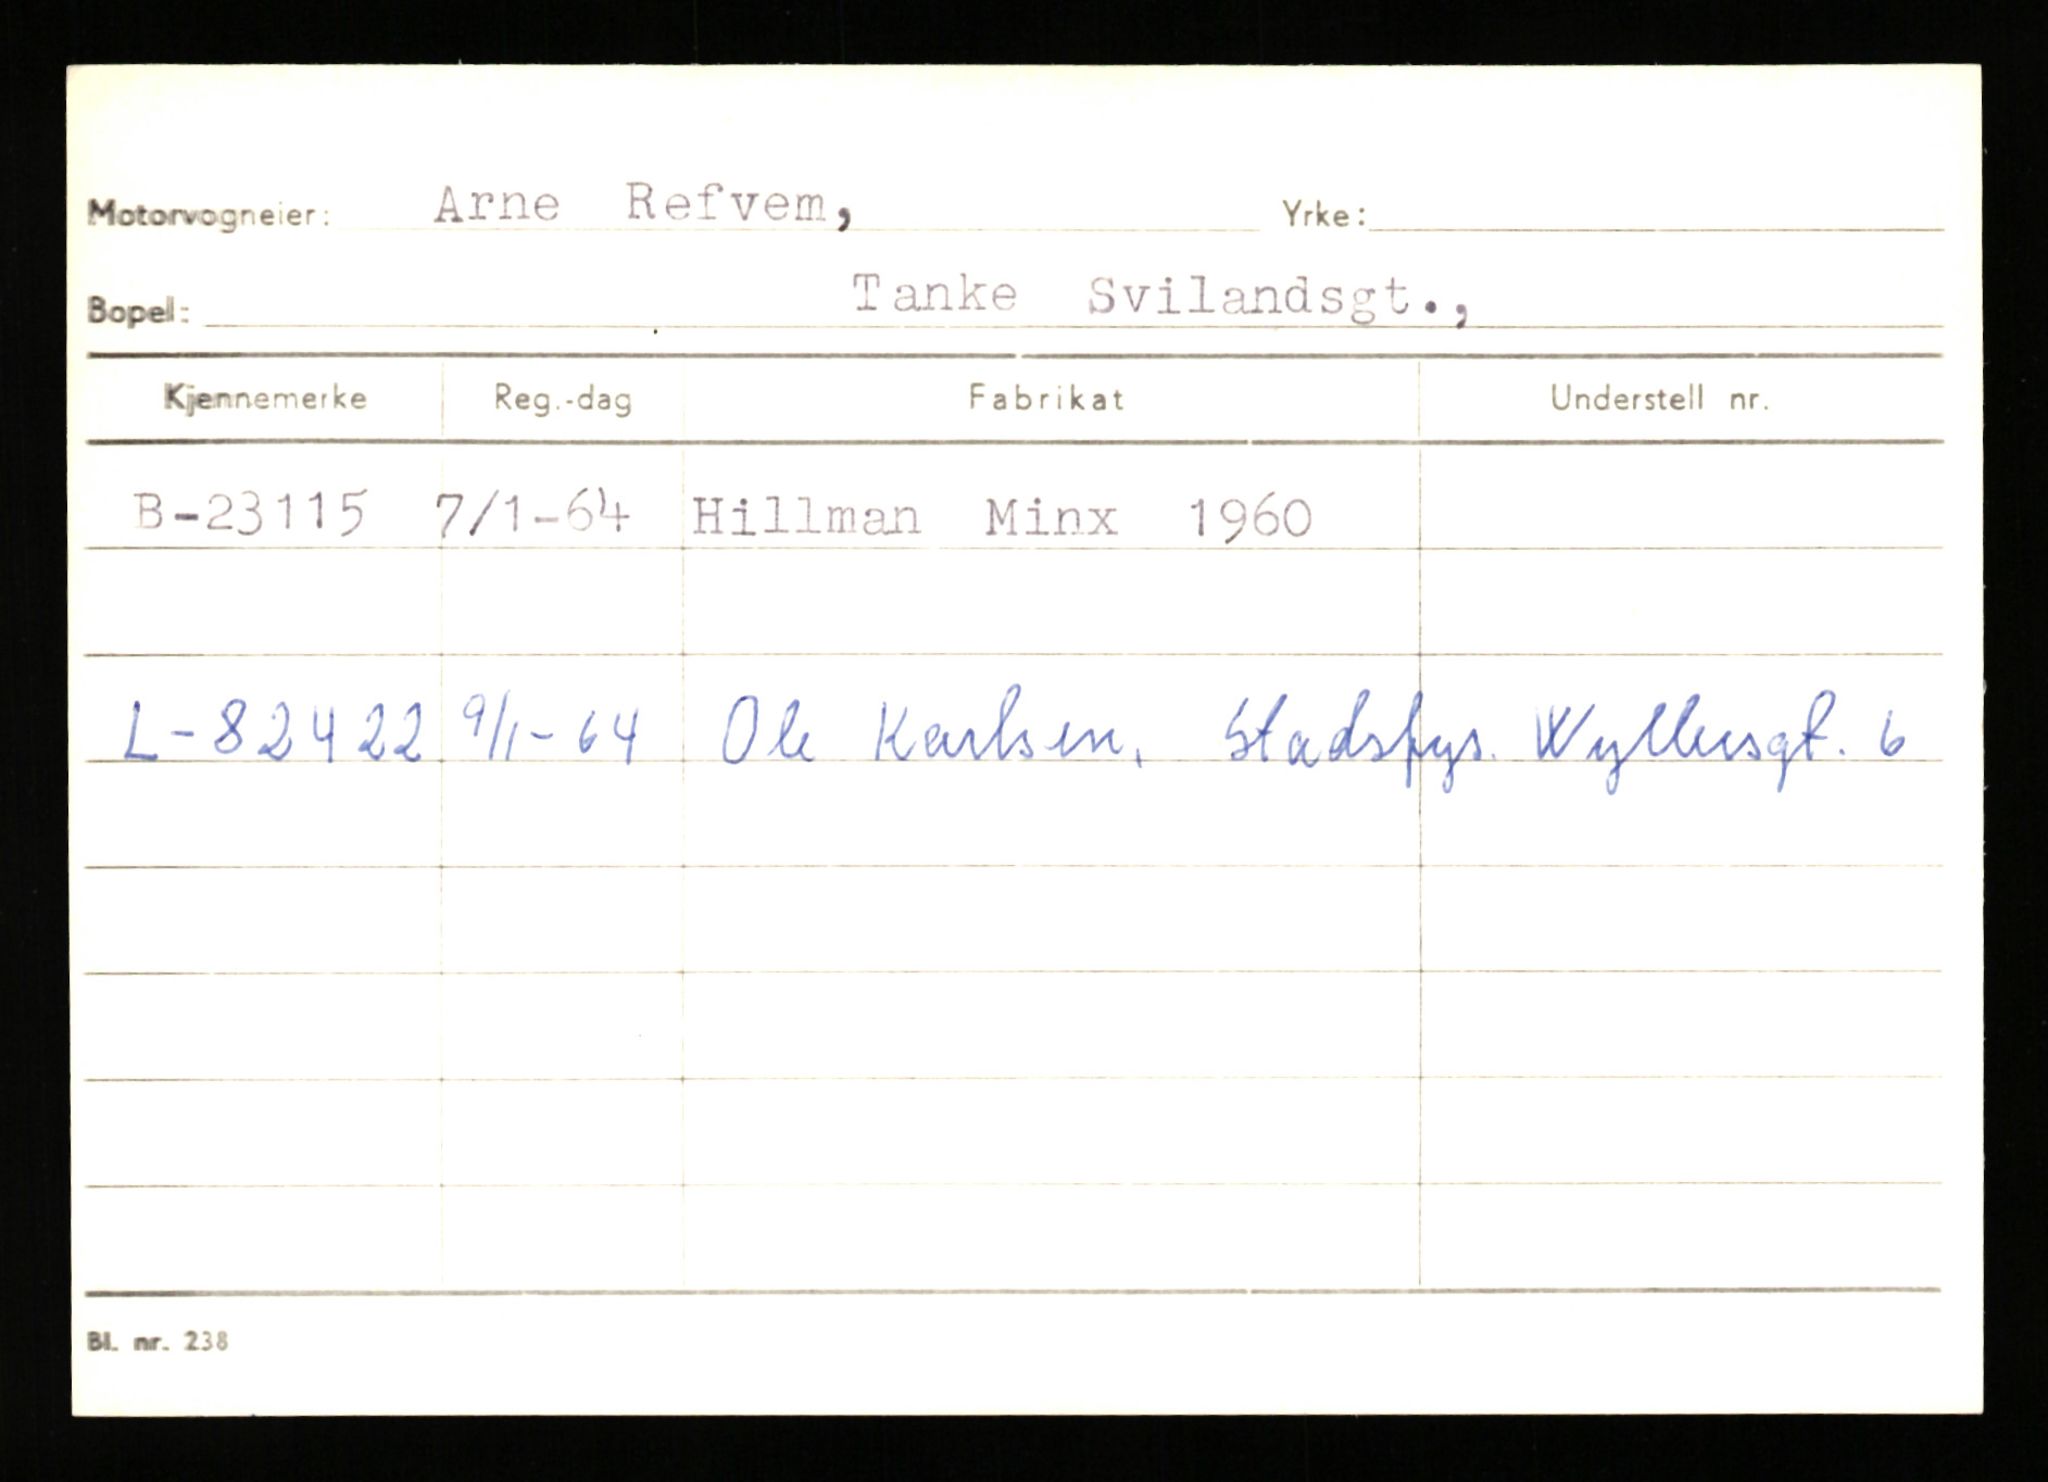 Motorvogneier: Arne Refvem, Yrke:
Bopel: Tanke Svilandsgt.,
Kjennemerke Reg.-dag Fabrikat Understell nr.
B-23115 7/1-64 Hillman Minx 1960
L-82422 9/1-64 Ole Karlsen, Stadsfys. Wyllersgt. 6
Bl. nr. 238